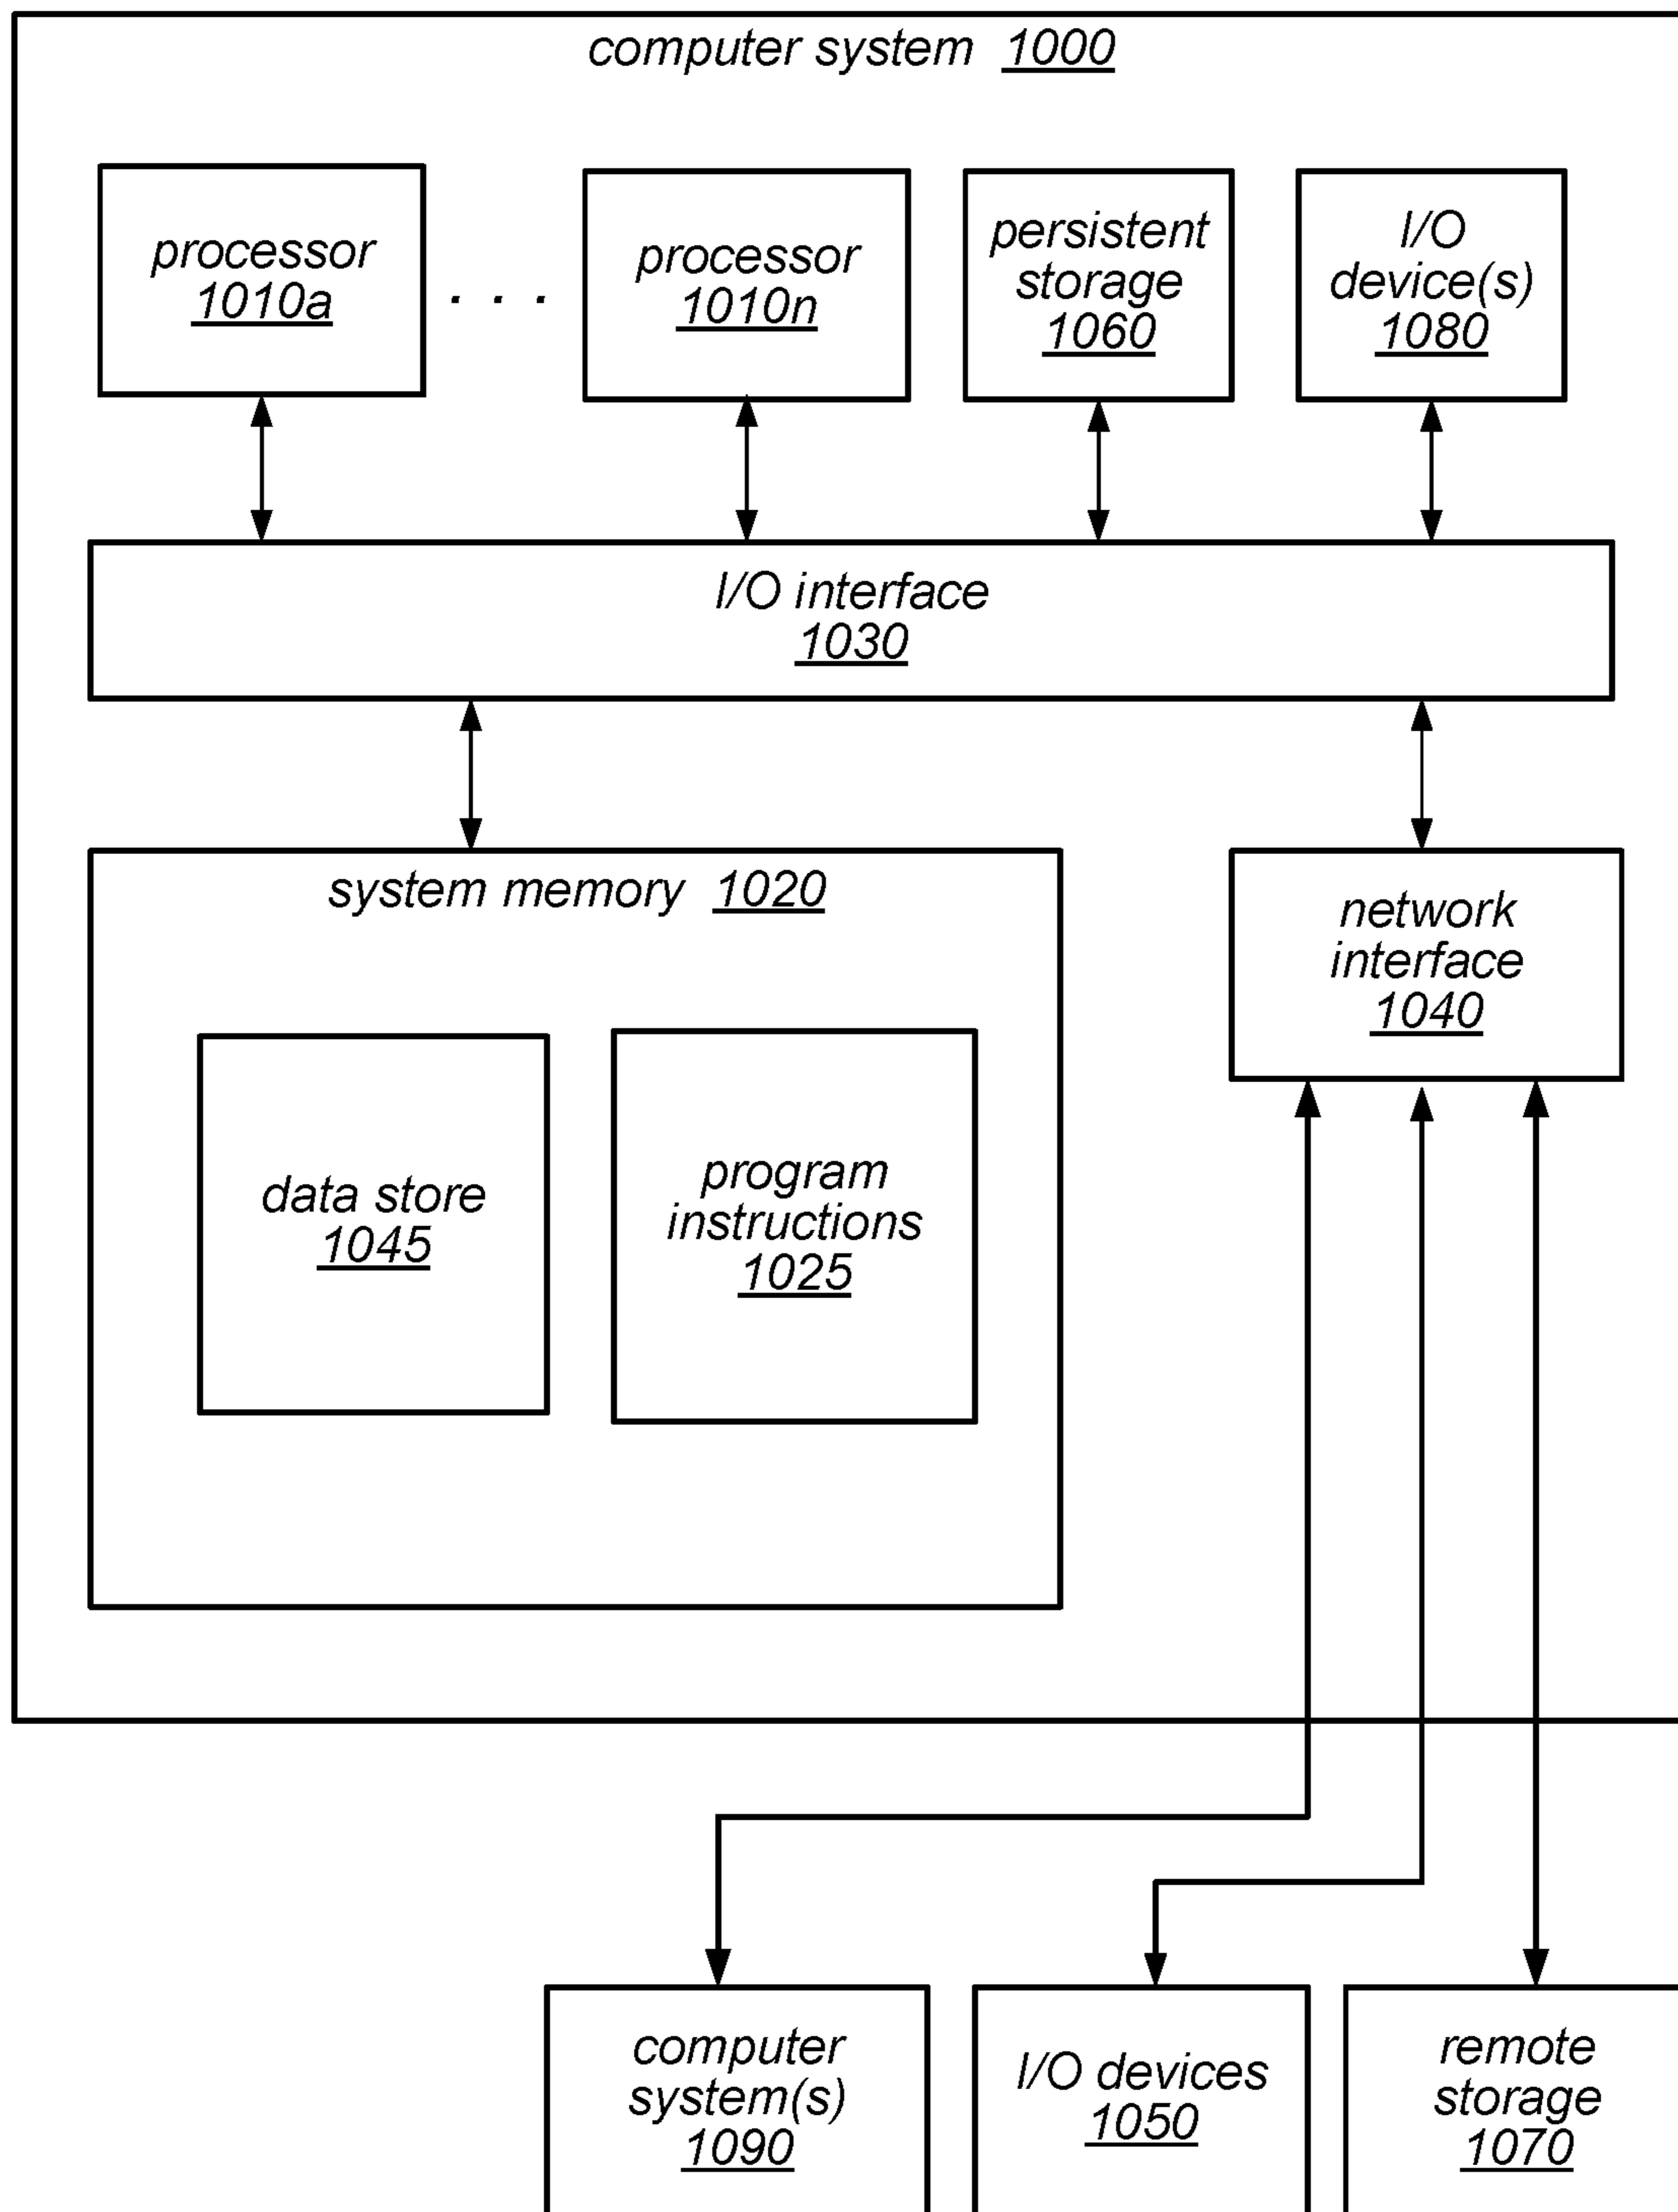 computer system 1000
processor
1010a
. . .
processor
1010n
persistent
storage
1060
I/O
device(s)
1080
I/O interface
1030
system memory 1020
network
interface
1040
data store
1045
program
instructions
1025
computer
system(s)
1090
I/O devices
1050
remote
storage
1070